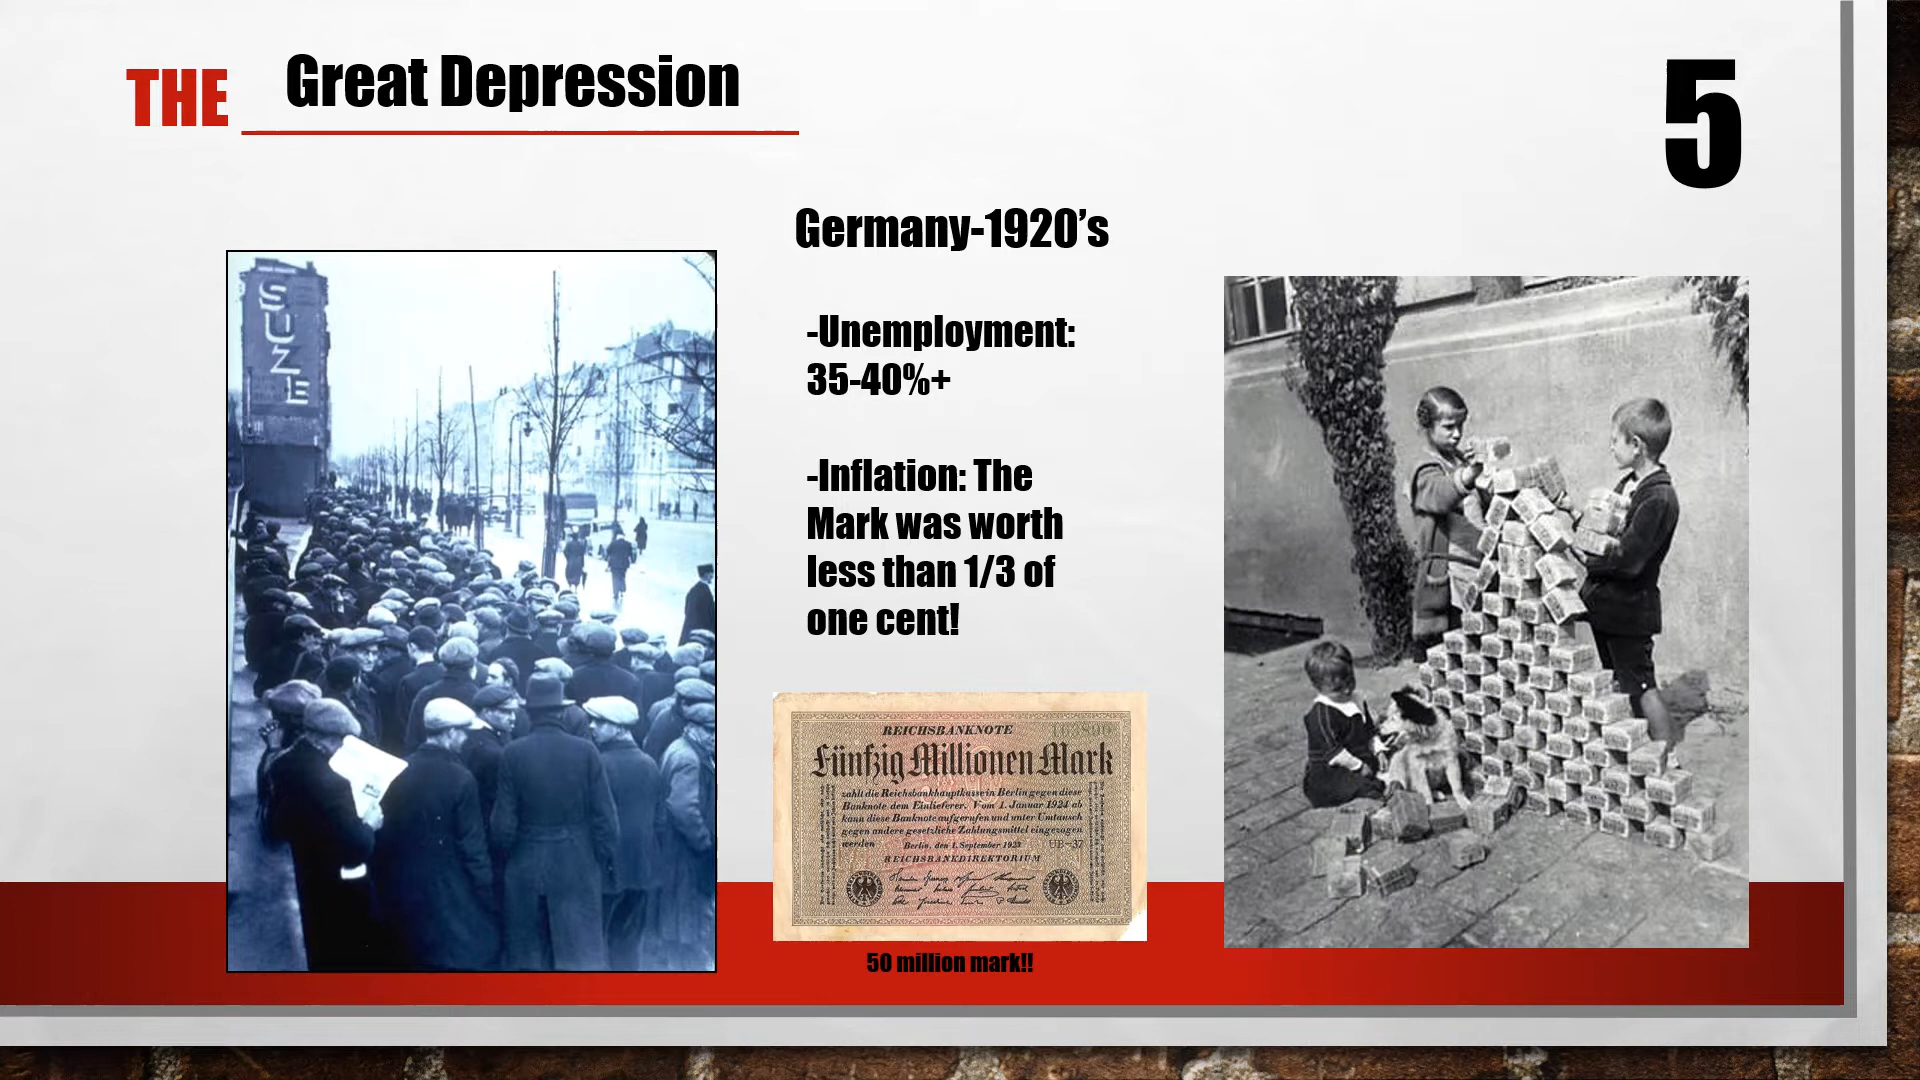 THE Great Depression
5
Germany-1920’s
-Unemployment:
35-40%+
-Inflation: The
Mark was worth
less than 1/3 of
one cent!
SUZE
REICHSBANKNOTE
Fünfzig Millionen Mark
zahlt die Reichsbankhauptkasse in Berlin gegen diese
Banknote dem Einlieferer. Vom 1. Januar 1924 ab
kann diese Banknote aufgerufen und unter Umtausch
gegen andere gesetzliche Zahlungsmittel eingezogen
werden Berlin, den 1. September 1923 UE-37
REICHSBANKDIREKTORIUM
50 million mark!!